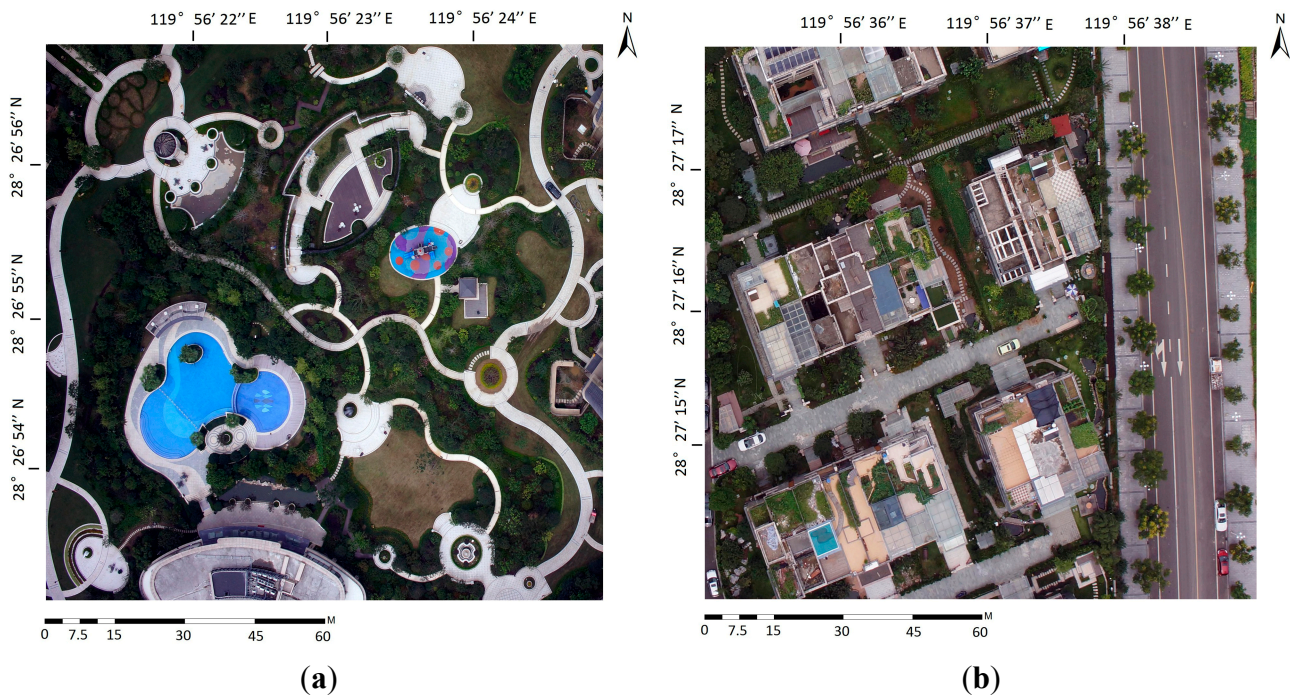 119° 56′ 22″ E 119° 56′ 23″ E 119° 56′ 24″ E
N
28° 26′ 56″ N
28° 26′ 55″ N
28° 26′ 54″ N
0 7.5 15 30 45 60 M
(a)
119° 56′ 36″ E 119° 56′ 37″ E 119° 56′ 38″ E
N
28° 27′ 17″ N
28° 27′ 16″ N
28° 27′ 15″ N
0 7.5 15 30 45 60 M
(b)